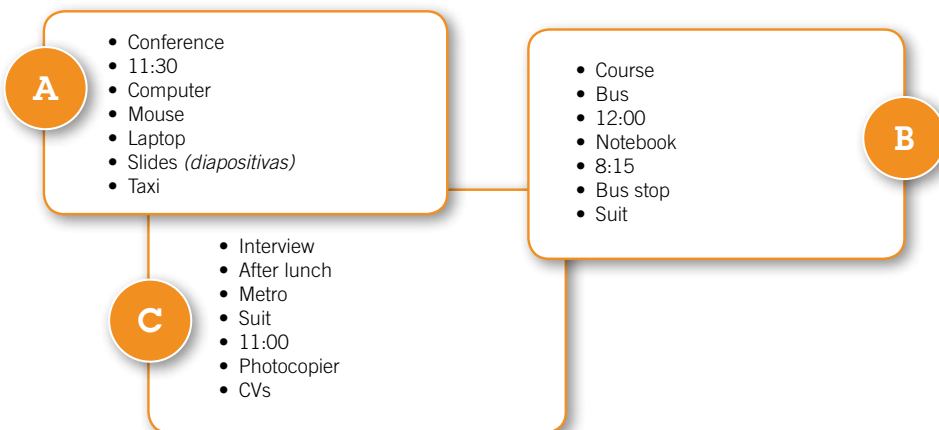 A
• Conference
• 11:30
• Computer
• Mouse
• Laptop
• Slides (diapositivas)
• Taxi
B
• Course
• Bus
• 12:00
• Notebook
• 8:15
• Bus stop
• Suit
C
• Interview
• After lunch
• Metro
• Suit
• 11:00
• Photocopier
• CVs